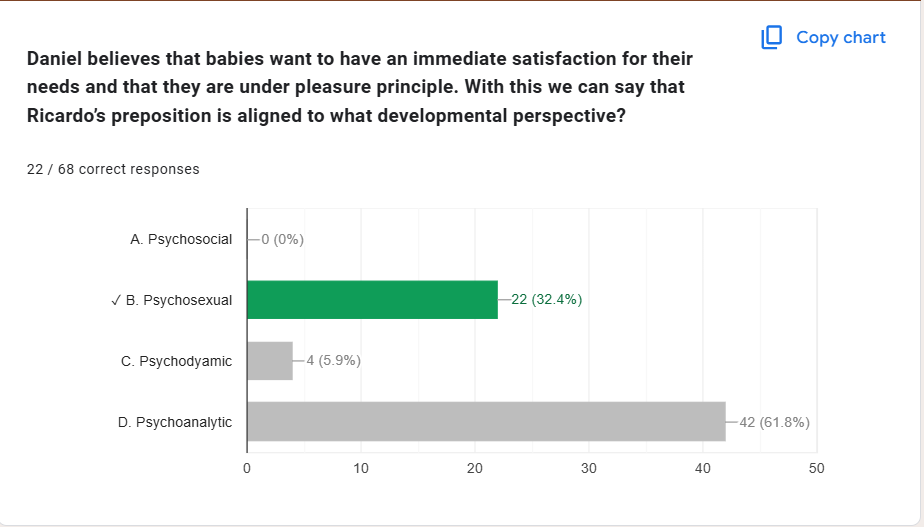 Copy chart
Daniel believes that babies want to have an immediate satisfaction for their
needs and that they are under pleasure principle. With this we can say that
Ricardo’s preposition is aligned to what developmental perspective?
22 / 68 correct responses
A. Psychosocial
0 (0%)
✓ B. Psychosexual
22 (32.4%)
C. Psychodyamic
4 (5.9%)
D. Psychoanalytic
42 (61.8%)
0 10 20 30 40 50